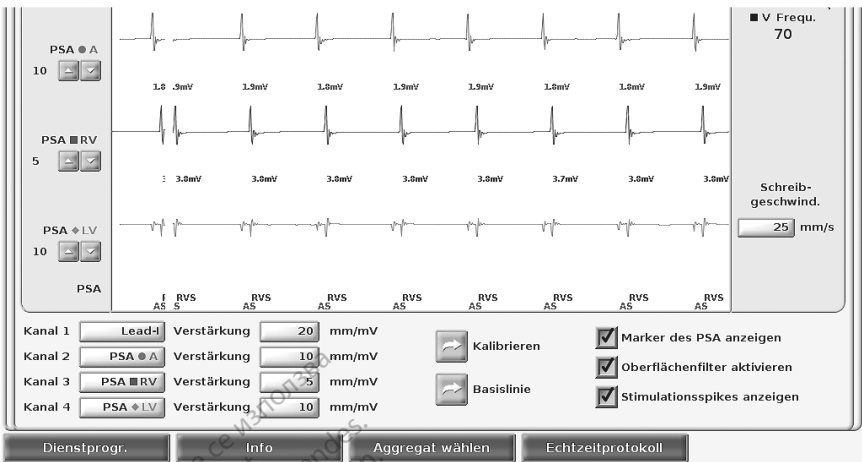 V Frequ.
70
PSA A
10
1.8 .9mV 1.9mV 1.8mV 1.9mV 1.9mV 1.8mV 1.8mV 1.9mV
PSA RV
5
3.8mV 3.8mV 3.8mV 3.8mV 3.8mV 3.7mV 3.8mV 3.8mV
Schreib-
geschwind.
25 mm/s
PSA LV
10
PSA
RVS RVS RVS RVS RVS RVS RVS RVS
AS S AS AS AS AS AS AS AS
Kanal 1 Lead-I Verstärkung 20 mm/mV
Kanal 2 PSA A Verstärkung 10 mm/mV
Kanal 3 PSA RV Verstärkung 5 mm/mV
Kanal 4 PSA LV Verstärkung 10 mm/mV
Kalibrieren
Basislinie
Marker des PSA anzeigen
Oberflächenfilter aktivieren
Stimulationsspikes anzeigen
Dienstprogr. Info Aggregat wählen Echtzeitprotokoll
се използва